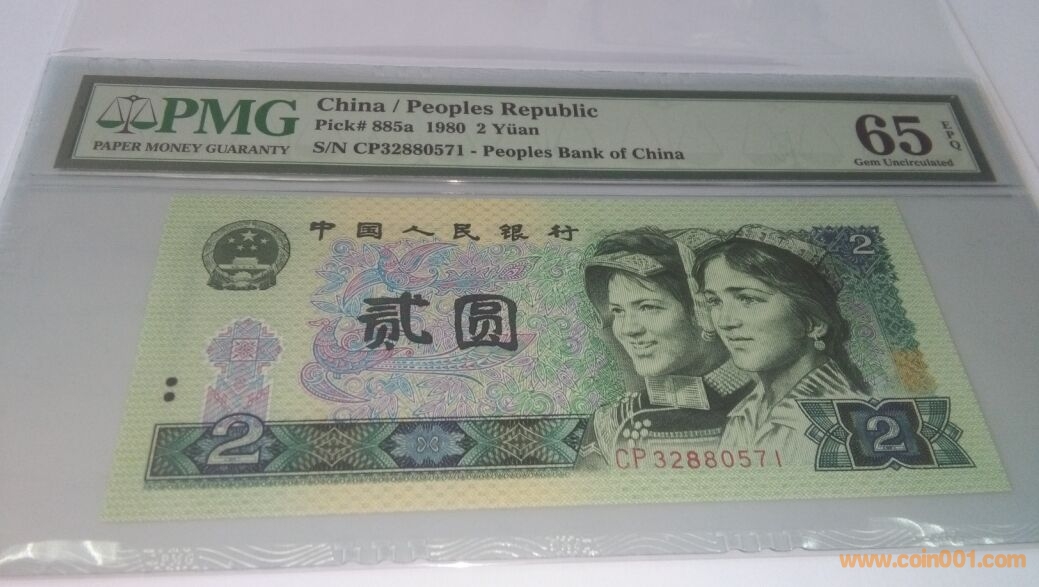 PMG
PAPER MONEY GUARANTY
China / Peoples Republic
Pick# 885a 1980 2 Yüan
S/N CP32880571 - Peoples Bank of China
65 EPQ
Gem Uncirculated
中国人民银行
2
贰圆
2
CP32880571
2
www.coin001.com